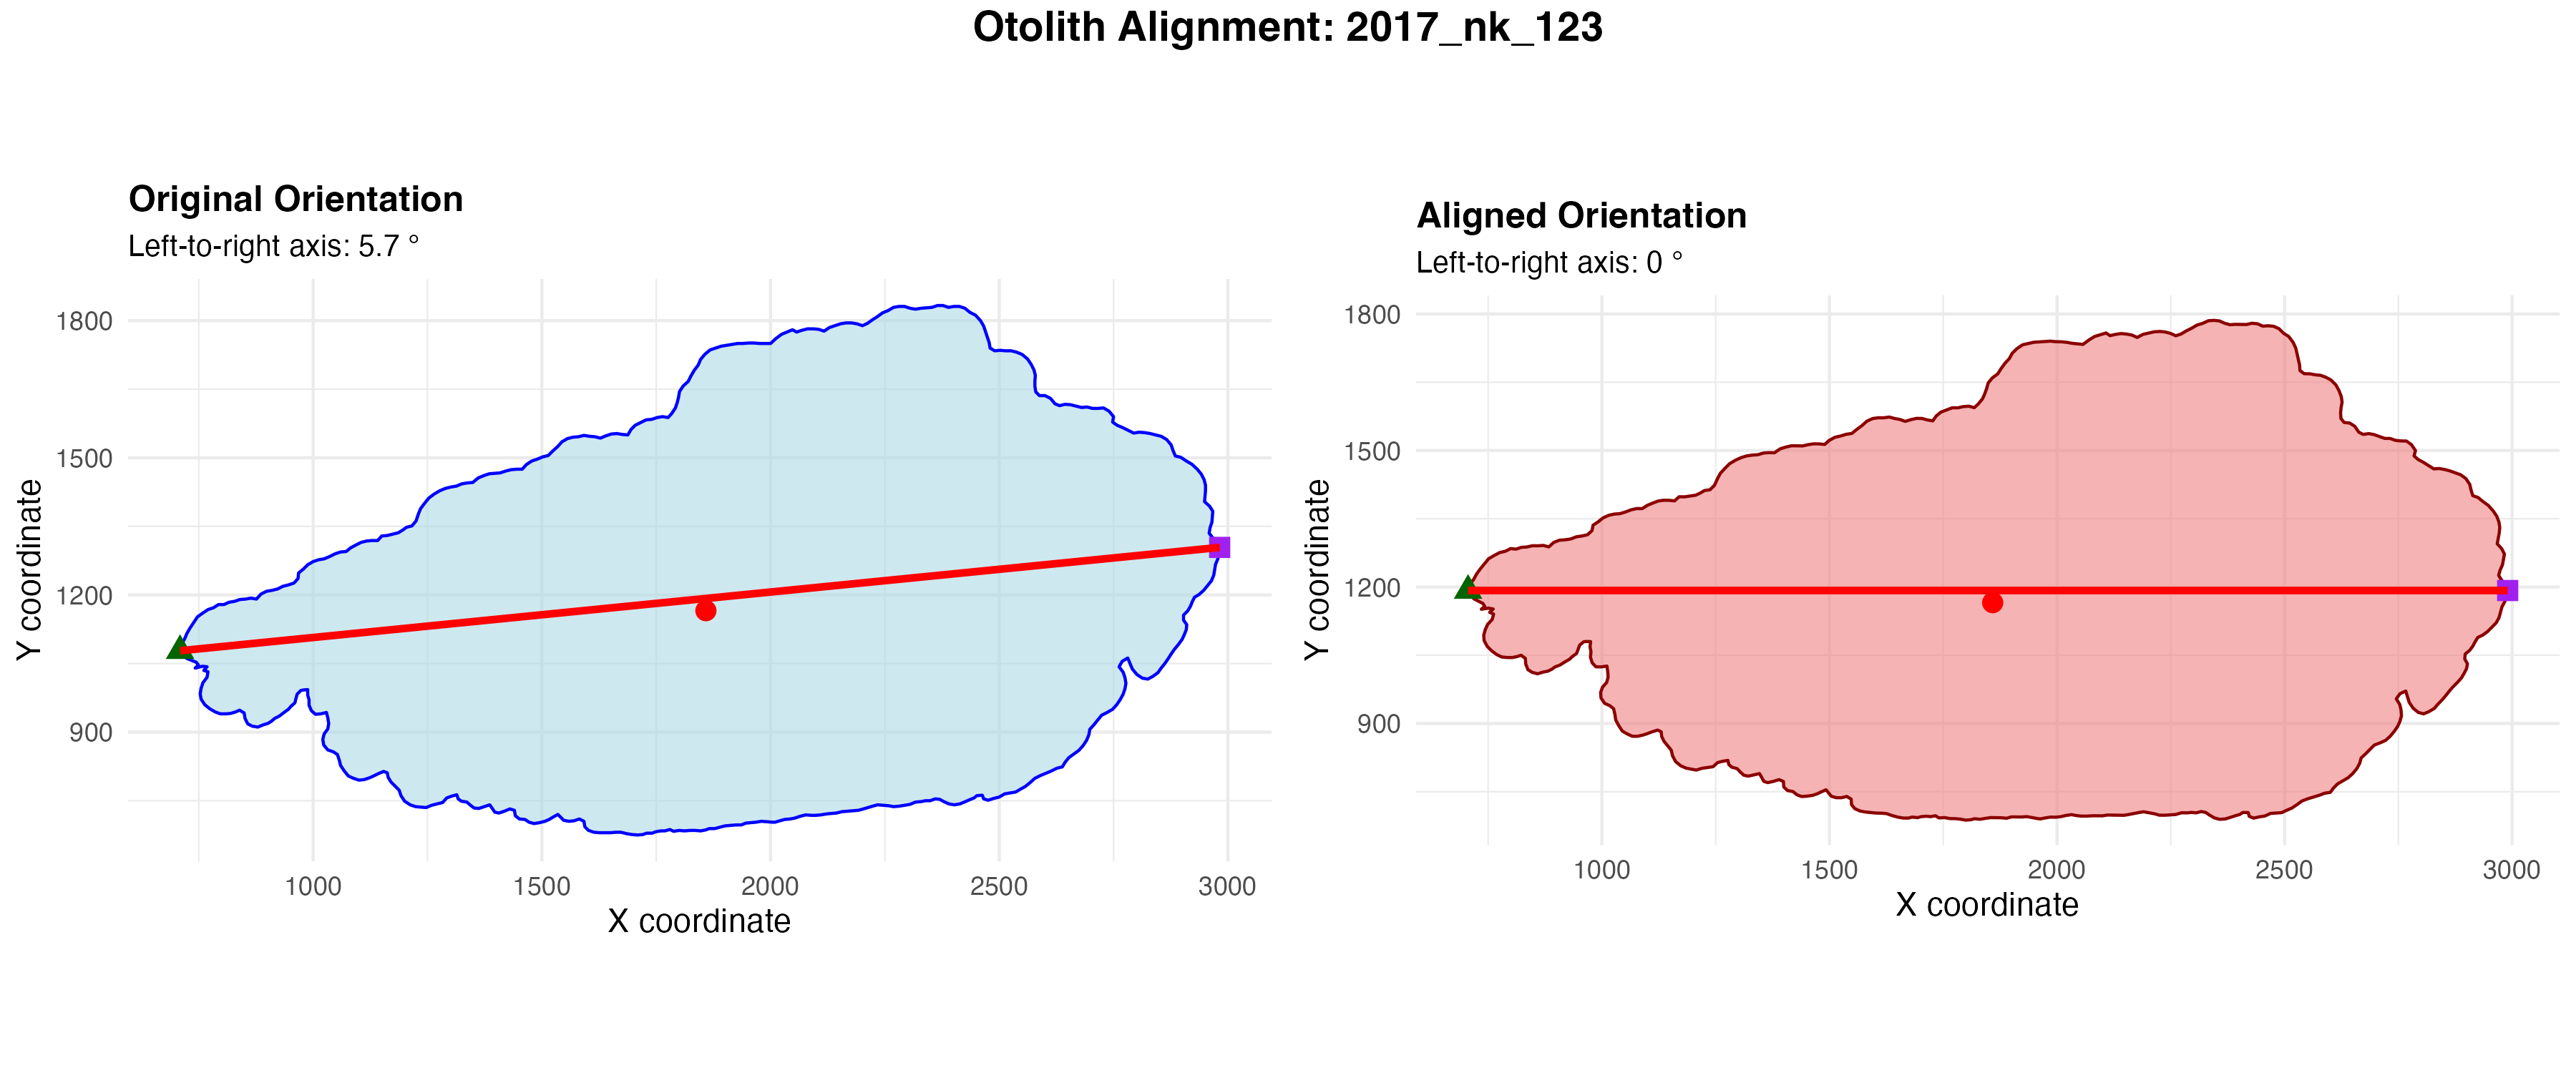 Otolith Alignment: 2017_nk_123
Original Orientation
Left-to-right axis: 5.7 °
Y coordinate
1800
1500
1200
900
1000 1500 2000 2500 3000
X coordinate
Aligned Orientation
Left-to-right axis: 0 °
Y coordinate
1800
1500
1200
900
1000 1500 2000 2500 3000
X coordinate